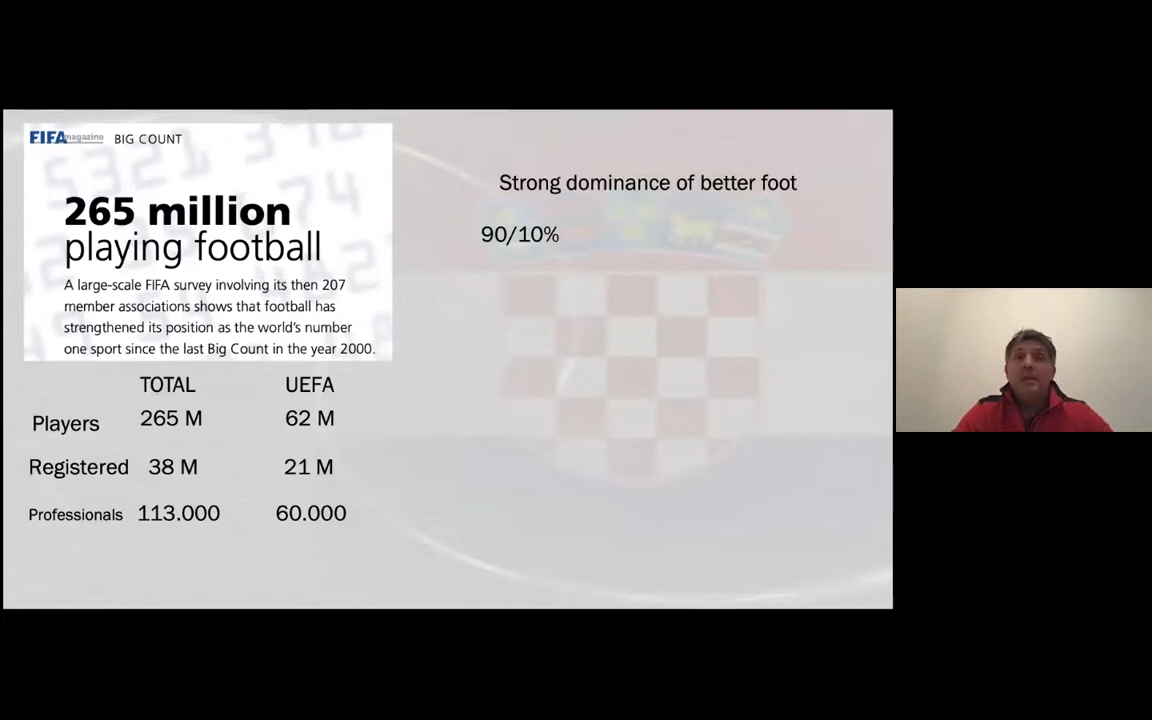 FIFA magazine BIG COUNT
265 million
playing football
A large-scale FIFA survey involving its then 207
member associations shows that football has
strengthened its position as the world's number
one sport since the last Big Count in the year 2000.
TOTAL UEFA
Players 265 M 62 M
Registered 38 M 21 M
Professionals 113.000 60.000
Strong dominance of better foot
90/10%